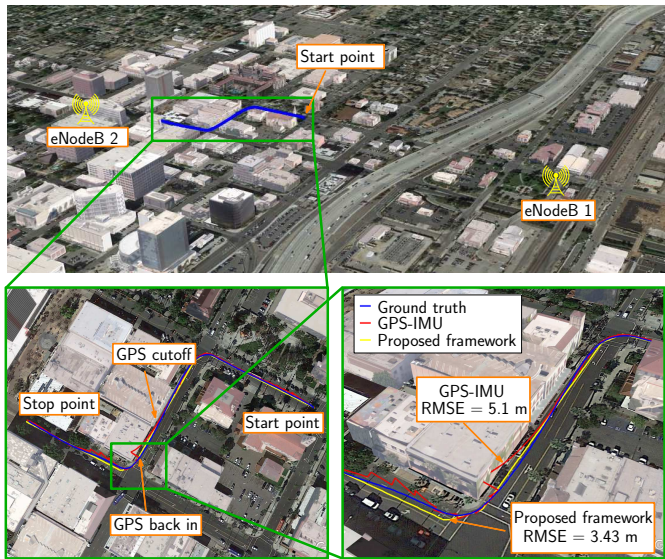 Start point
eNodeB 2
eNodeB 1
GPS cutoff
Stop point
Start point
GPS back in
Ground truth
GPS-IMU
Proposed framework
GPS-IMU
RMSE = 5.1 m
Proposed framework
RMSE = 3.43 m